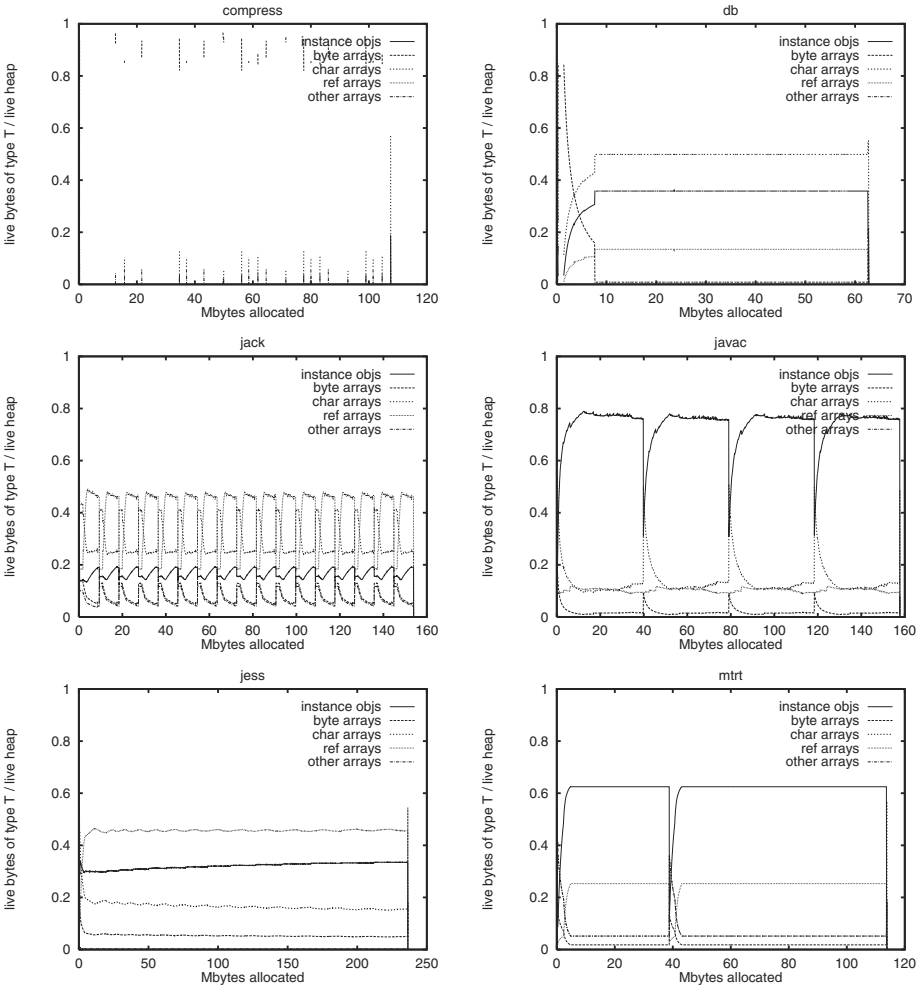 compress
1
0.8
0.6
0.4
0.2
0
live bytes of type T / live heap
instance objs
byte arrays
char arrays
ref arrays
other arrays
0 20 40 60 80 100 120
Mbytes allocated
db
1
0.8
0.6
0.4
0.2
0
live bytes of type T / live heap
instance objs
byte arrays
char arrays
ref arrays
other arrays
0 10 20 30 40 50 60 70
Mbytes allocated
jack
1
0.8
0.6
0.4
0.2
0
live bytes of type T / live heap
instance objs
byte arrays
char arrays
ref arrays
other arrays
0 20 40 60 80 100 120 140 160
Mbytes allocated
javac
1
0.8
0.6
0.4
0.2
0
live bytes of type T / live heap
instance objs
byte arrays
char arrays
ref arrays
other arrays
0 20 40 60 80 100 120 140 160
Mbytes allocated
jess
1
0.8
0.6
0.4
0.2
0
live bytes of type T / live heap
instance objs
byte arrays
char arrays
ref arrays
other arrays
0 50 100 150 200 250
Mbytes allocated
mtrt
1
0.8
0.6
0.4
0.2
0
live bytes of type T / live heap
instance objs
byte arrays
char arrays
ref arrays
other arrays
0 20 40 60 80 100 120
Mbytes allocated